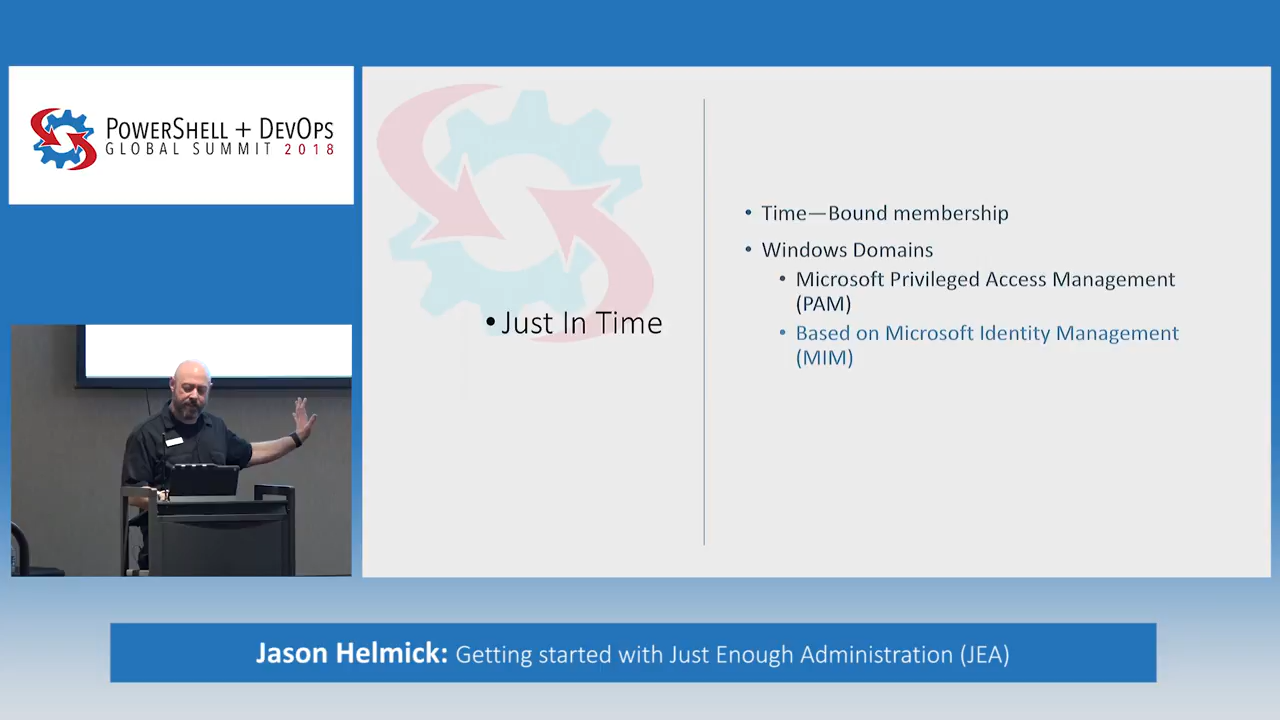 POWERSHELL + DEVOPS
GLOBAL SUMMIT 2018
• Just In Time
• Time—Bound membership
• Windows Domains
• Microsoft Privileged Access Management
(PAM)
• Based on Microsoft Identity Management
(MIM)
Jason Helmick: Getting started with Just Enough Administration (JEA)